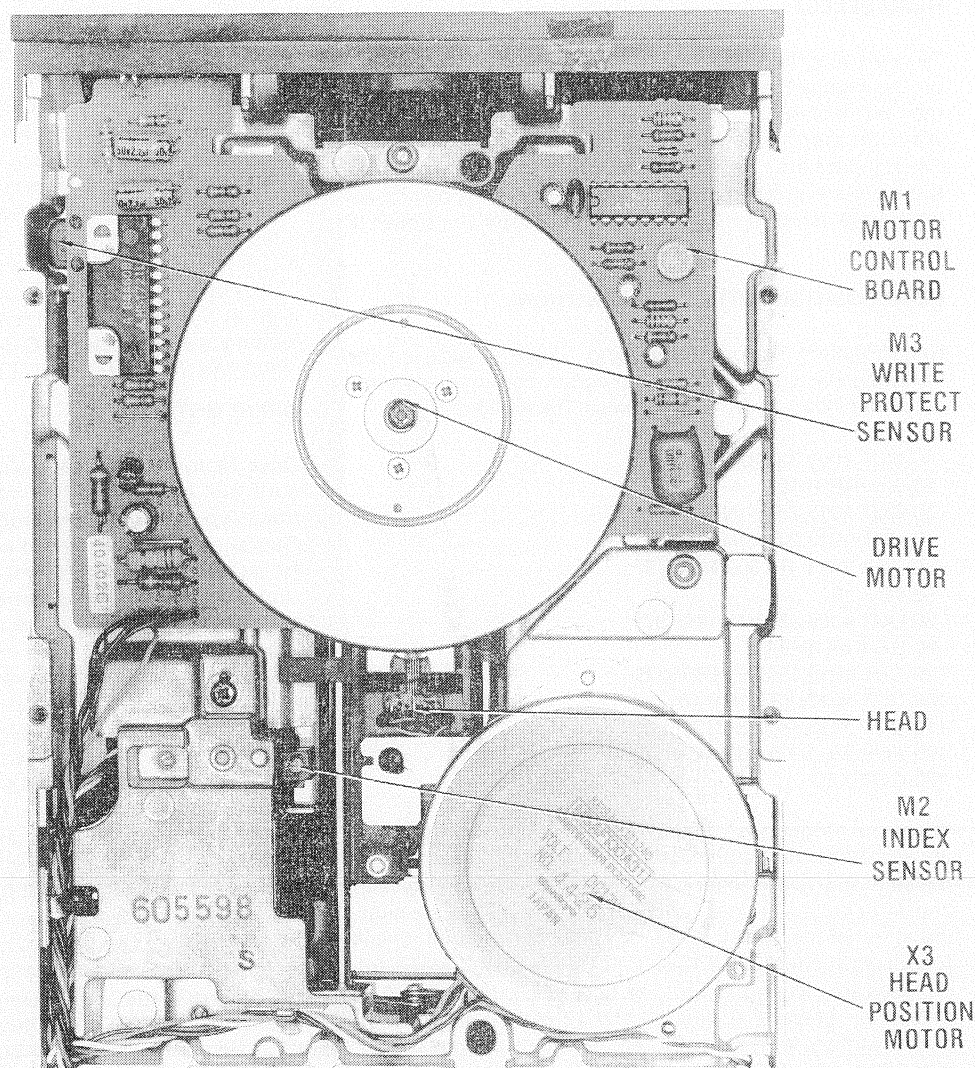 M1
MOTOR
CONTROL
BOARD
M3
WRITE
PROTECT
SENSOR
DRIVE
MOTOR
HEAD
M2
INDEX
SENSOR
X3
HEAD
POSITION
MOTOR
605598
S
JAPAN